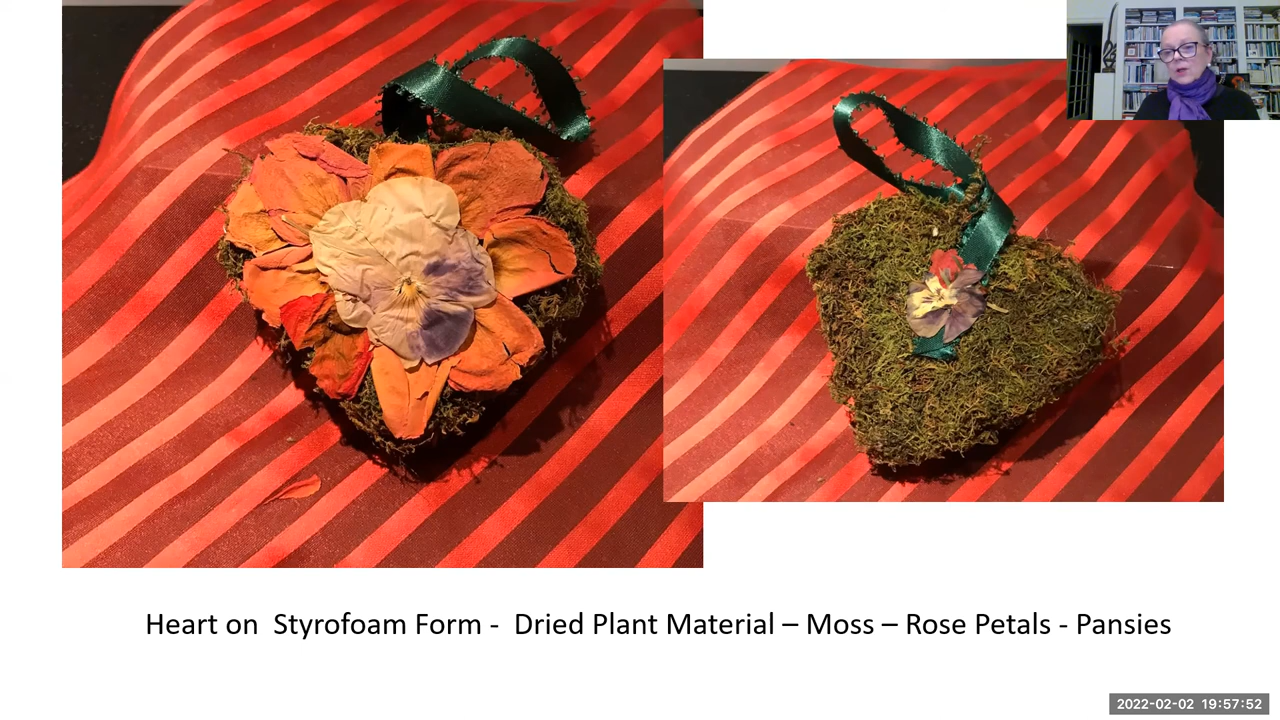 Heart on  Styrofoam Form -  Dried Plant Material – Moss – Rose Petals - Pansies
2022-02-02 19:57:52